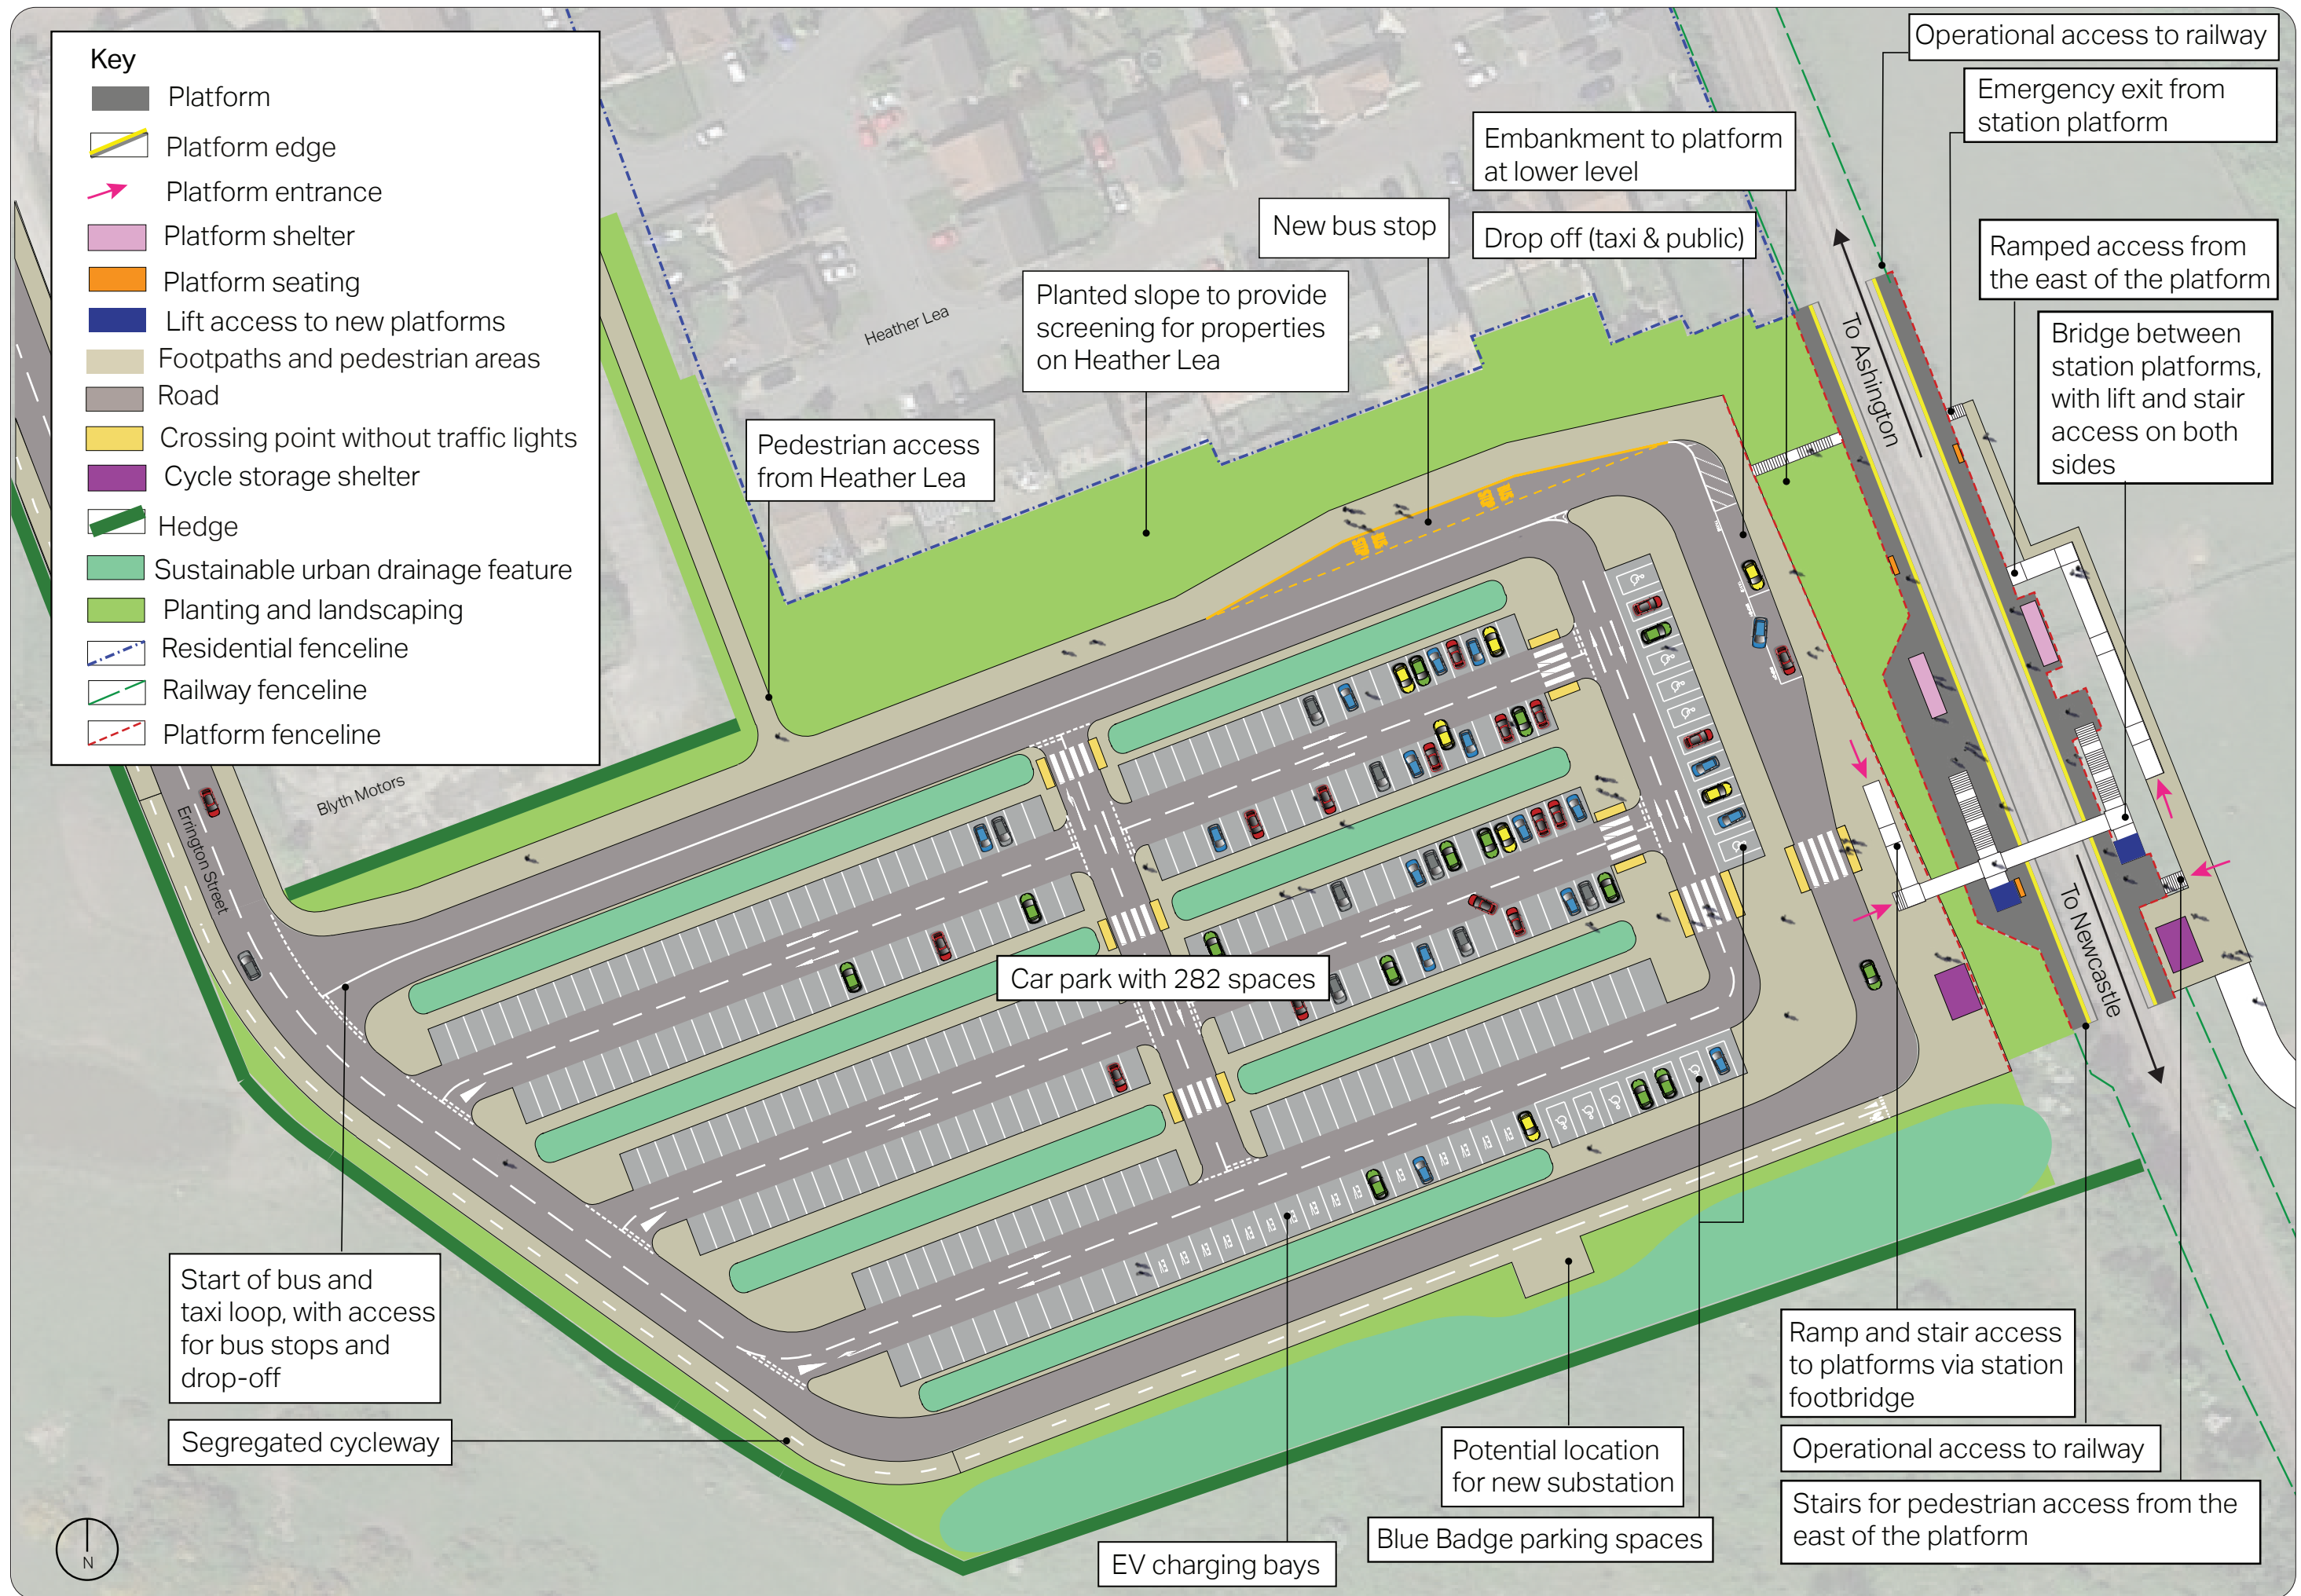 Key
Platform
Platform edge
Platform entrance
Platform shelter
Platform seating
Lift access to new platforms
Footpaths and pedestrian areas
Road
Crossing point without traffic lights
Cycle storage shelter
Hedge
Sustainable urban drainage feature
Planting and landscaping
Residential fenceline
Railway fenceline
Platform fenceline
Operational access to railway
Emergency exit from
station platform
Embankment to platform
at lower level
New bus stop
Drop off (taxi & public)
Ramped access from
the east of the platform
Planted slope to provide
screening for properties
on Heather Lea
Bridge between
station platforms,
with lift and stair
access on both
sides
Heather Lea
To Ashington
Pedestrian access
from Heather Lea
BUS
STOP
BUS
STOP
Blyth Motors
Errington Street
Car park with 282 spaces
To Newcastle
Start of bus and
taxi loop, with access
for bus stops and
drop-off
Segregated cycleway
Ramp and stair access
to platforms via station
footbridge
Potential location
for new substation
Operational access to railway
Blue Badge parking spaces
Stairs for pedestrian access from the
east of the platform
EV charging bays
N